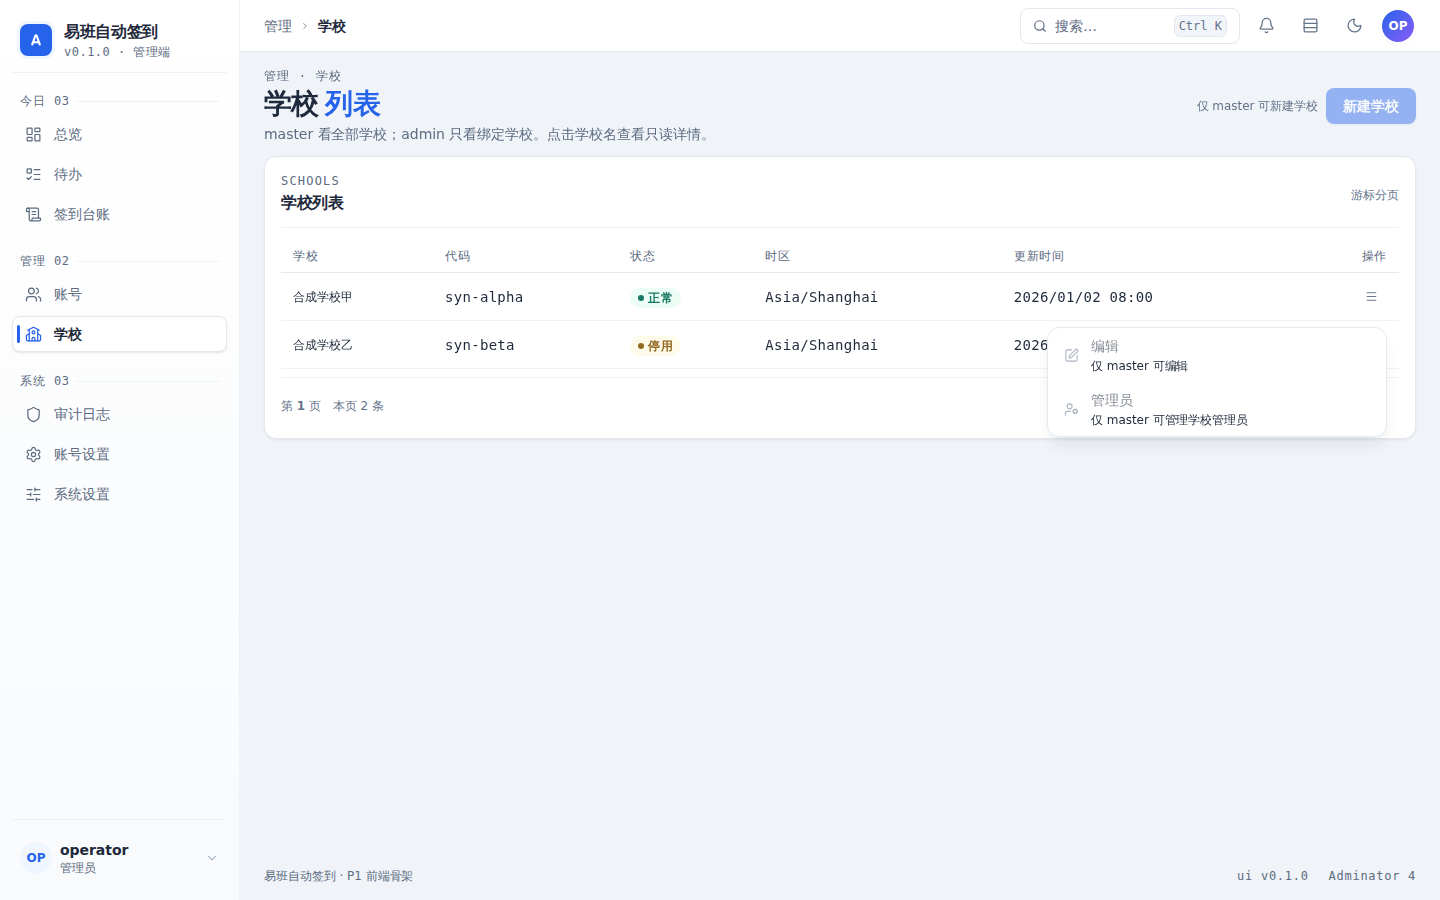 A
易班自动签到
v0.1.0 · 管理端
今日 03
总览
待办
签到台账
管理 02
账号
学校
系统 03
审计日志
账号设置
系统设置
OP
operator
管理员
管理 › 学校
搜索... Ctrl K
OP
管理 · 学校
学校 列表
master 看全部学校；admin 只看绑定学校。点击学校名查看只读详情。
仅 master 可新建学校 新建学校
SCHOOLS
学校列表
游标分页
学校 代码 状态 时区 更新时间 操作
合成学校甲 syn-alpha 正常 Asia/Shanghai 2026/01/02 08:00
合成学校乙 syn-beta 停用 Asia/Shanghai 2026
编辑
仅 master 可编辑
管理员
仅 master 可管理学校管理员
第 1 页 本页 2 条
易班自动签到 · P1 前端骨架
ui v0.1.0 Adminator 4